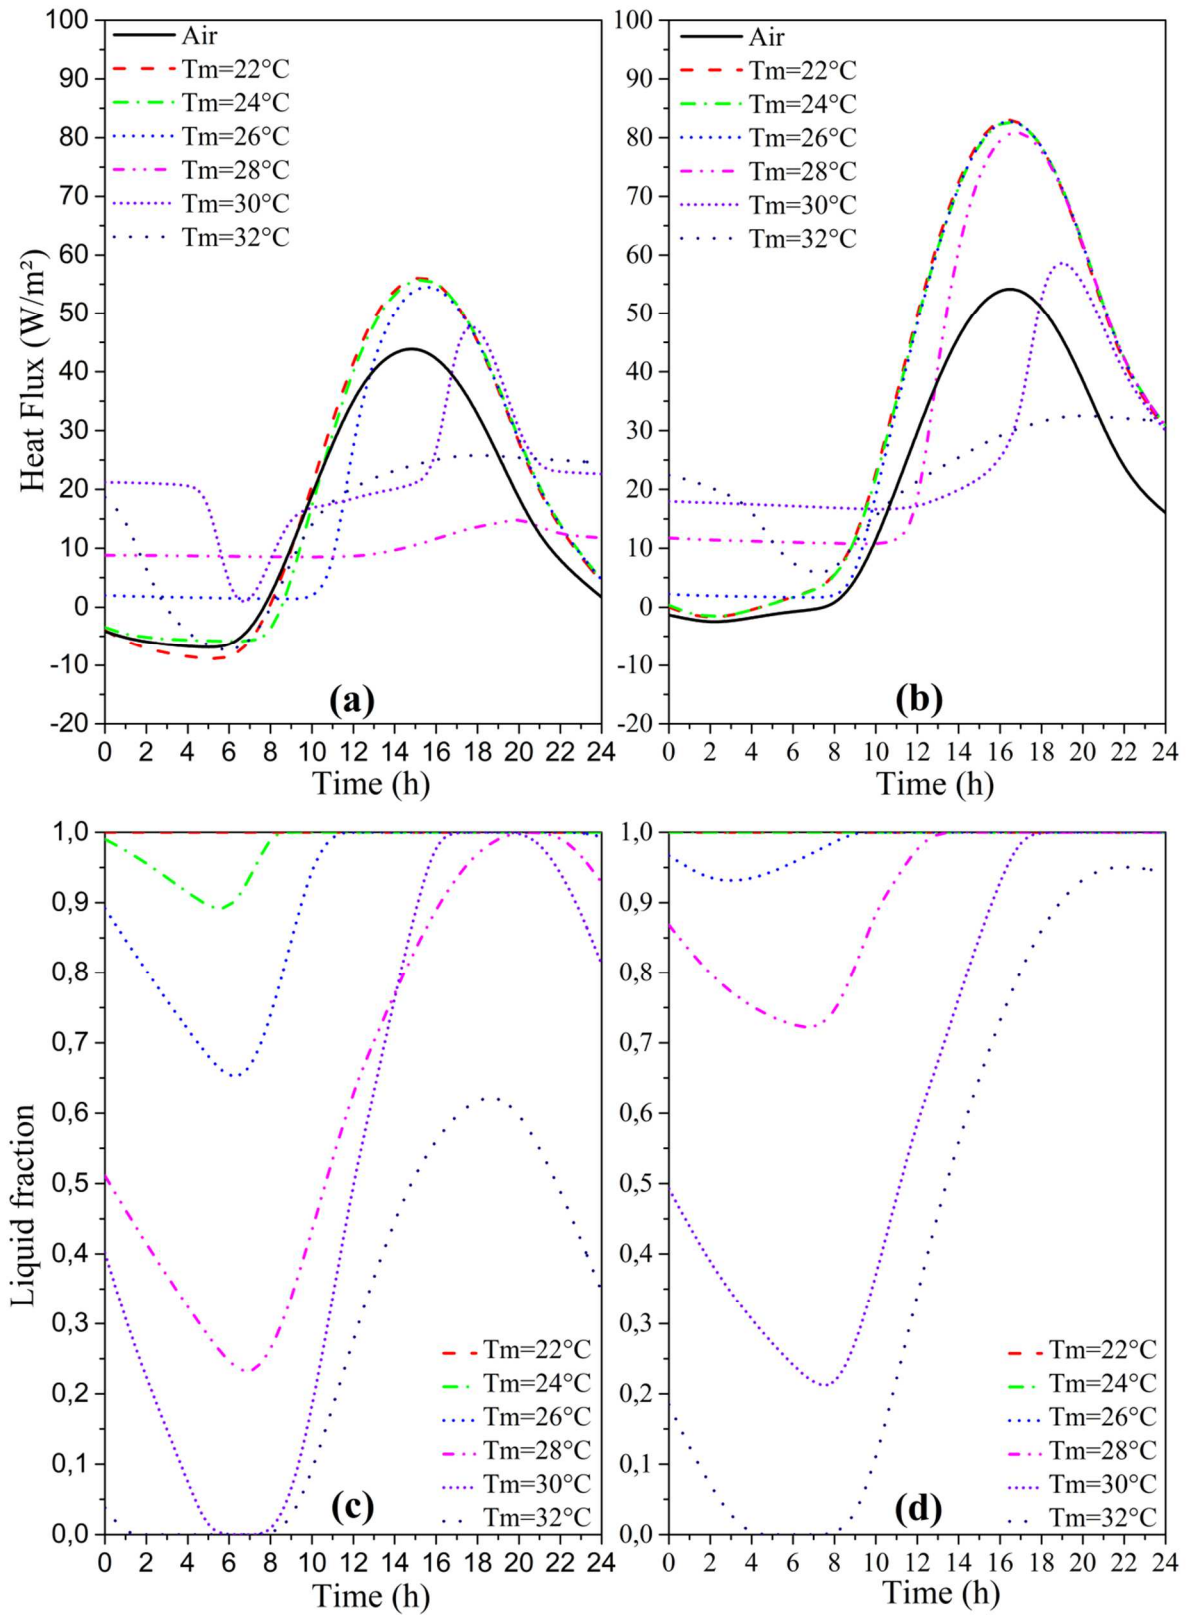 100
90
80
70
60
50
40
30
20
10
0
-10
-20
Heat Flux (W/m²)
Air
Tm=22°C
Tm=24°C
Tm=26°C
Tm=28°C
Tm=30°C
Tm=32°C
(a)
0 2 4 6 8 10 12 14 16 18 20 22 24
Time (h)
100
90
80
70
60
50
40
30
20
10
0
-10
-20
Air
Tm=22°C
Tm=24°C
Tm=26°C
Tm=28°C
Tm=30°C
Tm=32°C
(b)
0 2 4 6 8 10 12 14 16 18 20 22 24
Time (h)
1,0
0,9
0,8
0,7
0,6
0,5
0,4
0,3
0,2
0,1
0,0
Liquid fraction
Tm=22°C
Tm=24°C
Tm=26°C
Tm=28°C
Tm=30°C
Tm=32°C
(c)
0 2 4 6 8 10 12 14 16 18 20 22 24
Time (h)
1,0
0,9
0,8
0,7
0,6
0,5
0,4
0,3
0,2
0,1
0,0
Tm=22°C
Tm=24°C
Tm=26°C
Tm=28°C
Tm=30°C
Tm=32°C
(d)
0 2 4 6 8 10 12 14 16 18 20 22 24
Time (h)